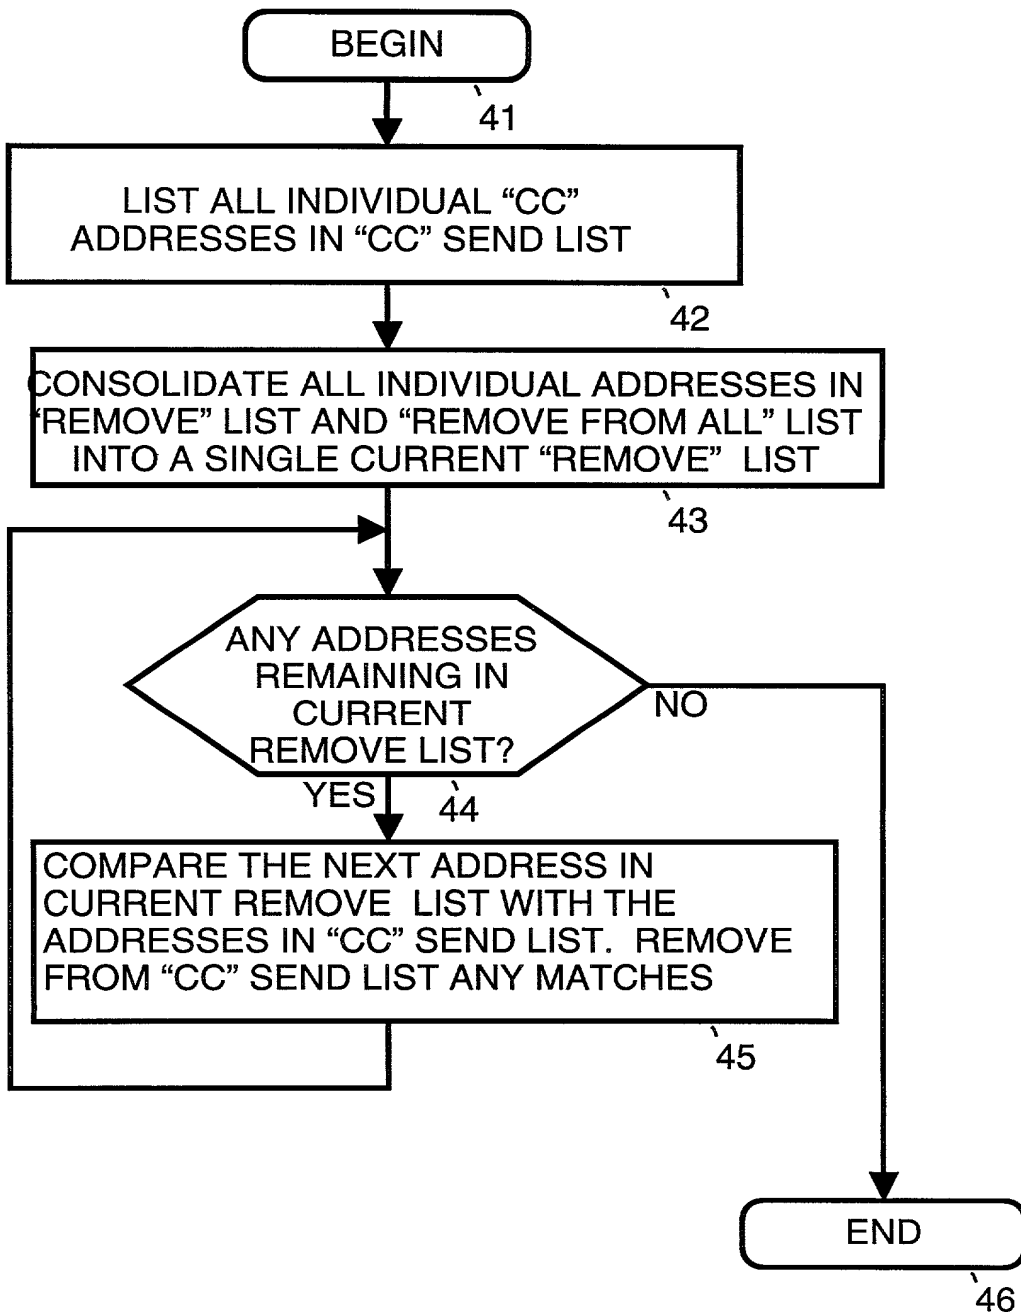 BEGIN
41
LIST ALL INDIVIDUAL “CC”
ADDRESSES IN “CC” SEND LIST
42
CONSOLIDATE ALL INDIVIDUAL ADDRESSES IN
“REMOVE” LIST AND “REMOVE FROM ALL” LIST
INTO A SINGLE CURRENT “REMOVE” LIST
43
ANY ADDRESSES
REMAINING IN
CURRENT
REMOVE LIST?
NO
YES
44
COMPARE THE NEXT ADDRESS IN
CURRENT REMOVE LIST WITH THE
ADDRESSES IN “CC” SEND LIST. REMOVE
FROM “CC” SEND LIST ANY MATCHES
45
END
46